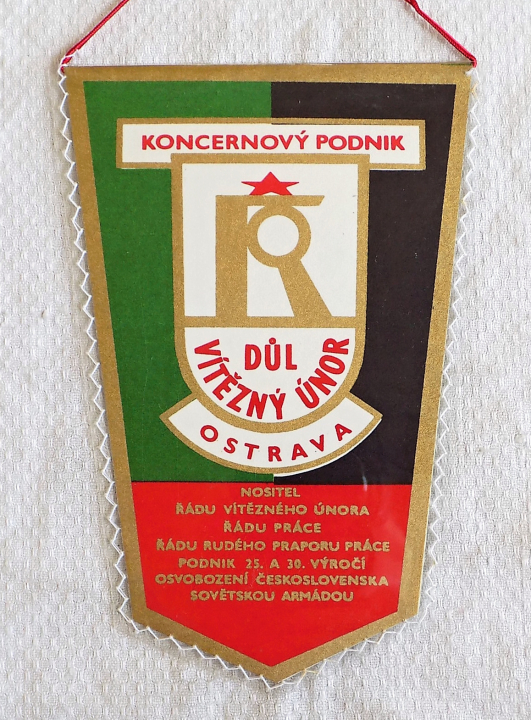 KONCERNOVÝ PODNIK
DŮL
VÍTĚZNÝ ÚNOR
OSTRAVA
NOSITEL
ŘÁDU VÍTĚZNÉHO ÚNORA
ŘÁDU PRÁCE
ŘÁDU RUDÉHO PRAPORU PRÁCE
PODNIK 25. A 30. VÝROČÍ
OSVOBOZENÍ ČESKOSLOVENSKA
SOVĚTSKOU ARMÁDOU